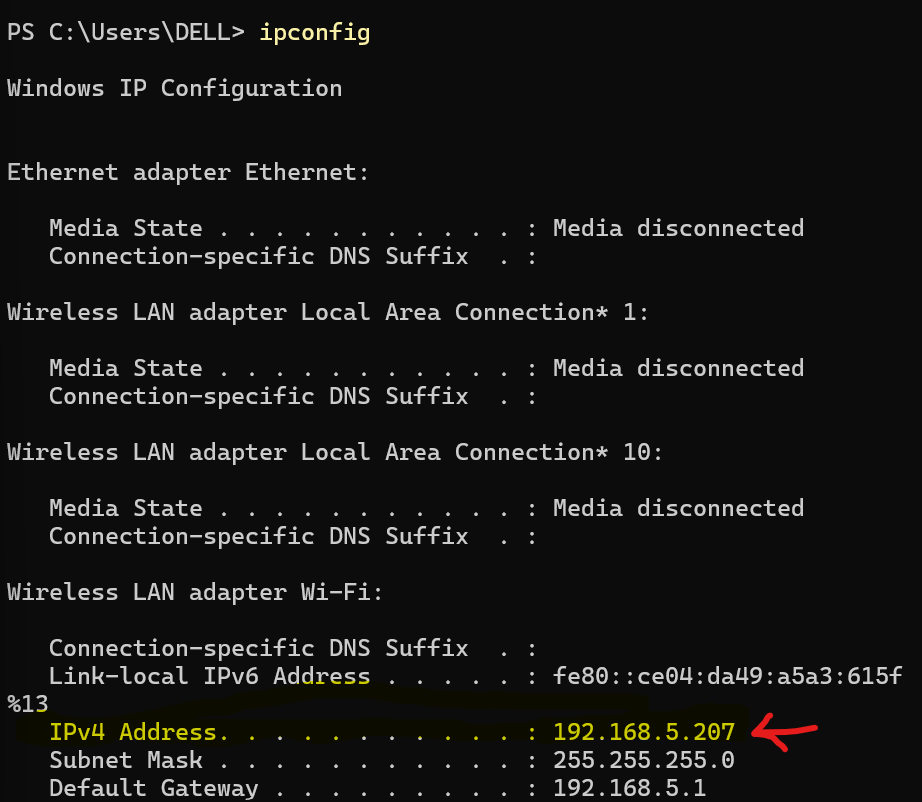 PS C:\Users\DELL> ipconfig
Windows IP Configuration
Ethernet adapter Ethernet:
   Media State . . . . . . . . . . . : Media disconnected
   Connection-specific DNS Suffix  . :
Wireless LAN adapter Local Area Connection* 1:
   Media State . . . . . . . . . . . : Media disconnected
   Connection-specific DNS Suffix  . :
Wireless LAN adapter Local Area Connection* 10:
   Media State . . . . . . . . . . . : Media disconnected
   Connection-specific DNS Suffix  . :
Wireless LAN adapter Wi-Fi:
   Connection-specific DNS Suffix  . :
   Link-local IPv6 Address . . . . . : fe80::ce04:da49:a5a3:615f
%13
   IPv4 Address. . . . . . . . . . . : 192.168.5.207
   Subnet Mask . . . . . . . . . . . : 255.255.255.0
   Default Gateway . . . . . . . . . : 192.168.5.1